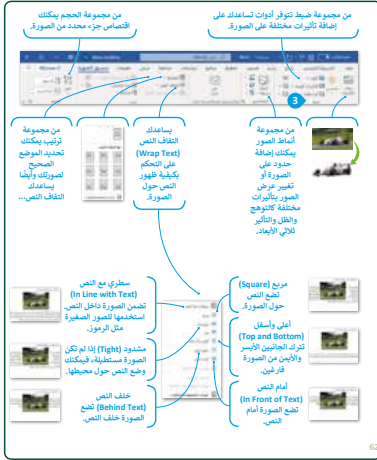 من مجموعة ضبط تتوفر أدوات تساعدك على
إضافة تأثيرات مختلفة على الصورة.
من مجموعة الحجم يمكنك
اقتصاص جزء محدد من الصورة.
3
من مجموعة
أنماط الصور
يمكنك إضافة
حدود على
الصورة أو
تغيير عرض
الصور بتأثيرات
مختلفة كالتوهج
والظل والتأثير
ثلاثي الأبعاد.
يساعدك
التفاف النص
(Wrap Text)
على التحكم
بكيفية ظهور
النص حول
الصورة.
من مجموعة
ترتيب يمكنك
تحديد الموضع
الصحيح
لصورتك وأيضًا
يساعدك
التفاف النص...
مربع (Square)
تضع النص
حول الصورة.
سطري مع النص
(In Line with Text)
تضمن الصورة داخل النص.
استخدمها للصور الصغيرة
مثل الرموز.
أعلى وأسفل
(Top and Bottom)
تترك الجانبين الأيسر
والأيمن من الصورة
فارغين.
مشدود (Tight) إذا لم تكن
الصورة مستطيلة، فيمكنك
وضع النص حول محيطها.
أمام النص
(In Front of Text)
تضع الصورة أمام
النص.
خلف النص
(Behind Text) تضع
الصورة خلف النص.
62